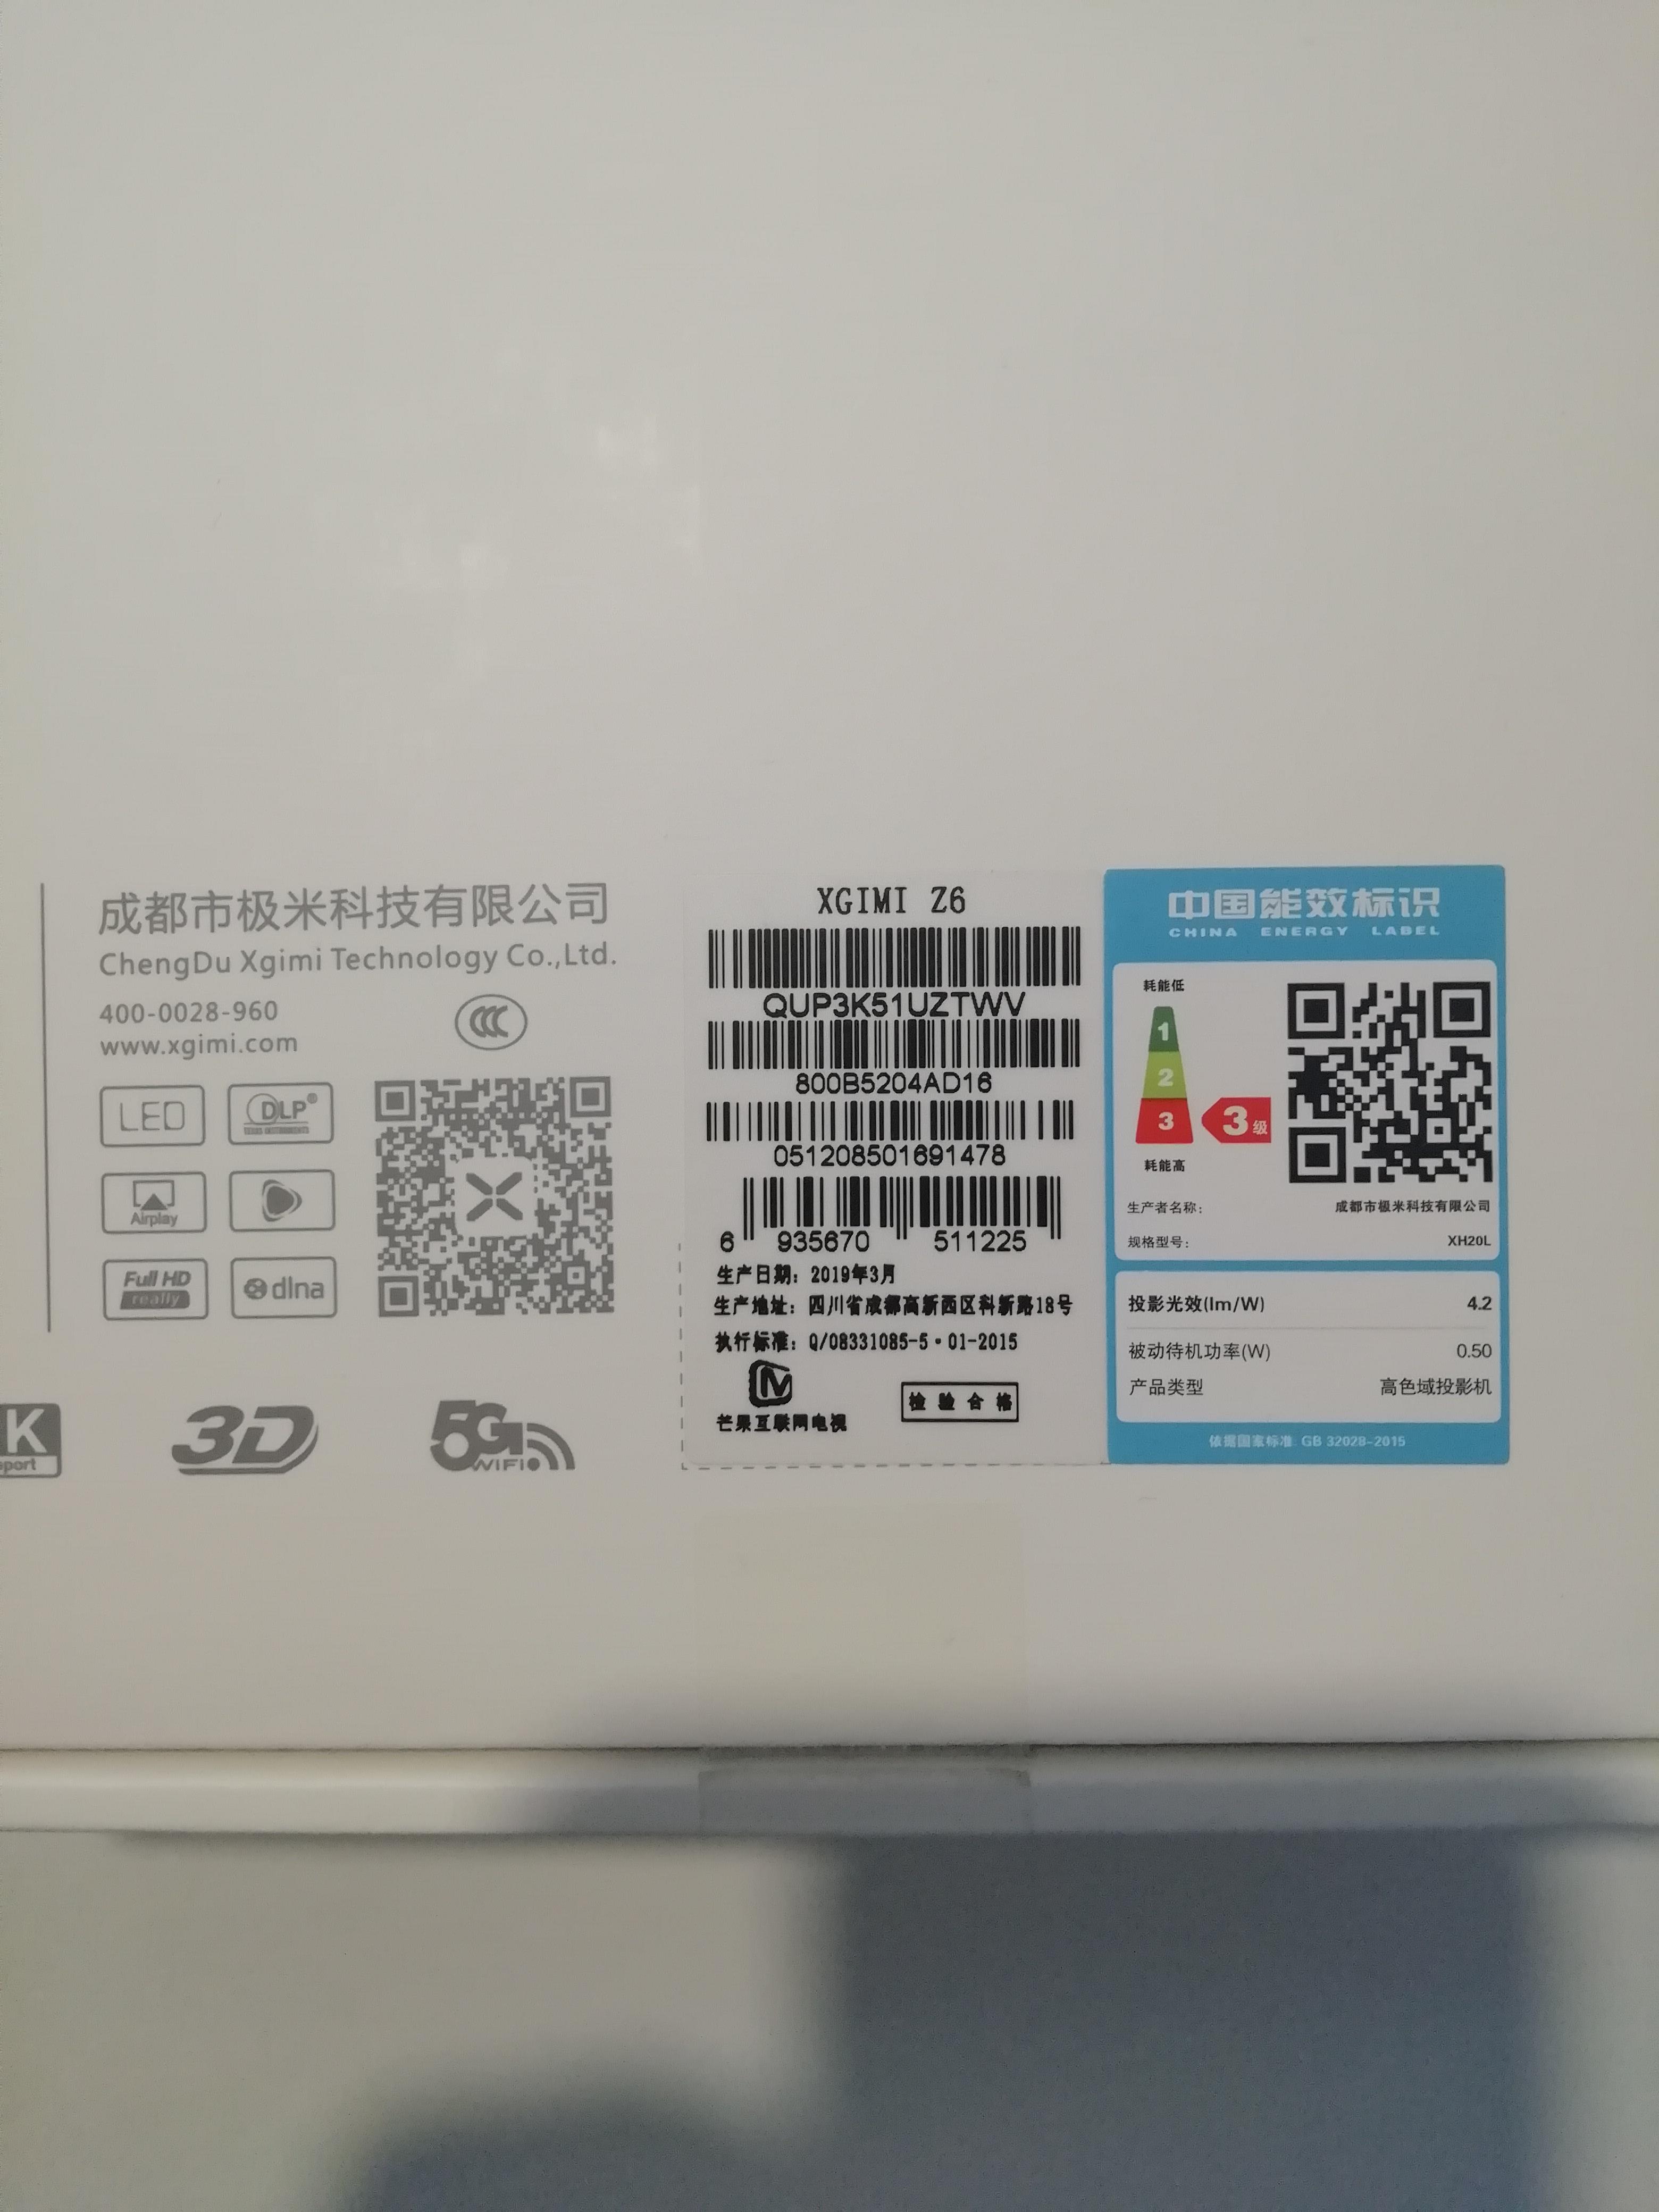 成都市极米科技有限公司
ChengDu Xgimi Technology Co.,Ltd.
400-0028-960
www.xgimi.com
LED
DLP®
Airplay
Full HD
really
dlna
K
port
3D
5G
WiFi
XGIMI Z6
QUP3K51UZTWV
800B5204AD16
051208501691478
6 935670 511225
生产日期：2019年3月
生产地址：四川省成都高新西区科新路18号
执行标准：Q/08331085-5·01-2015
芒果互联网电视
检验合格
中国能效标识
CHINA ENERGY LABEL
耗能低
1
2
3
3级
耗能高
生产者名称：
成都市极米科技有限公司
规格型号：
XH20L
投影光效(lm/W) 4.2
被动待机功率(W) 0.50
产品类型 高色域投影机
依据国家标准: GB 32028-2015